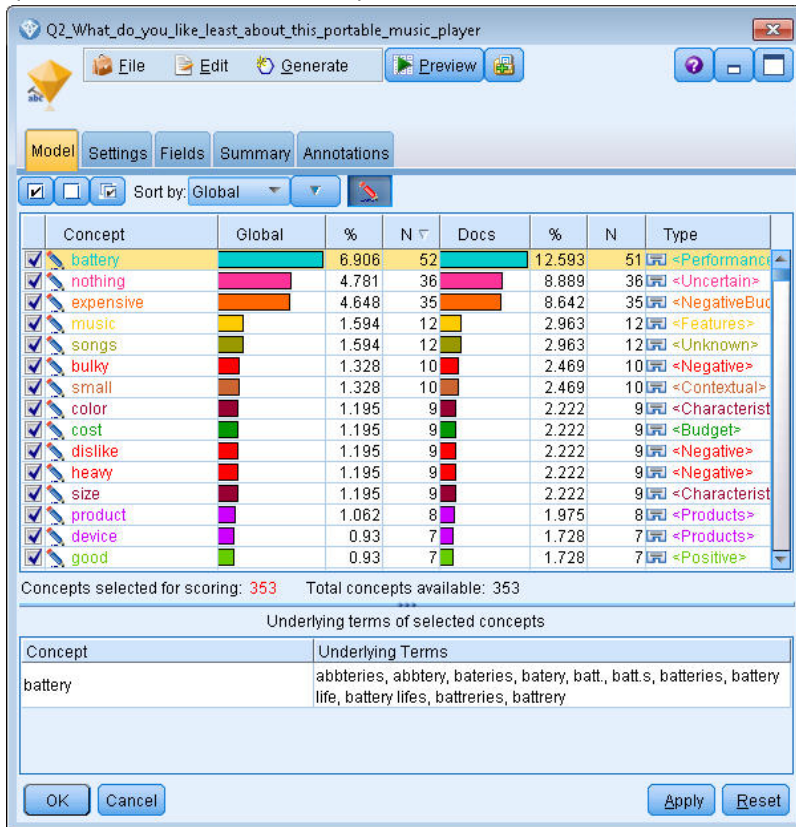 Q2_What_do_you_like_least_about_this_portable_music_player
File Edit Generate Preview
abc
Model Settings Fields Summary Annotations
Sort by: Global
Concept Global % N Docs % N Type
battery 6.906 52 12.593 51 <Performance
nothing 4.781 36 8.889 36 <Uncertain>
expensive 4.648 35 8.642 35 <NegativeBud
music 1.594 12 2.963 12 <Features>
songs 1.594 12 2.963 12 <Unknown>
bulky 1.328 10 2.469 10 <Negative>
small 1.328 10 2.469 10 <Contextual>
color 1.195 9 2.222 9 <Characterist
cost 1.195 9 2.222 9 <Budget>
dislike 1.195 9 2.222 9 <Negative>
heavy 1.195 9 2.222 9 <Negative>
size 1.195 9 2.222 9 <Characterist
product 1.062 8 1.975 8 <Products>
device 0.93 7 1.728 7 <Products>
good 0.93 7 1.728 7 <Positive>
Concepts selected for scoring: 353 Total concepts available: 353
Underlying terms of selected concepts
Concept Underlying Terms
battery abbteries, abbtery, bateries, batery, batt., batt.s, batteries, battery
life, battery lifes, battreries, battrery
OK Cancel Apply Reset